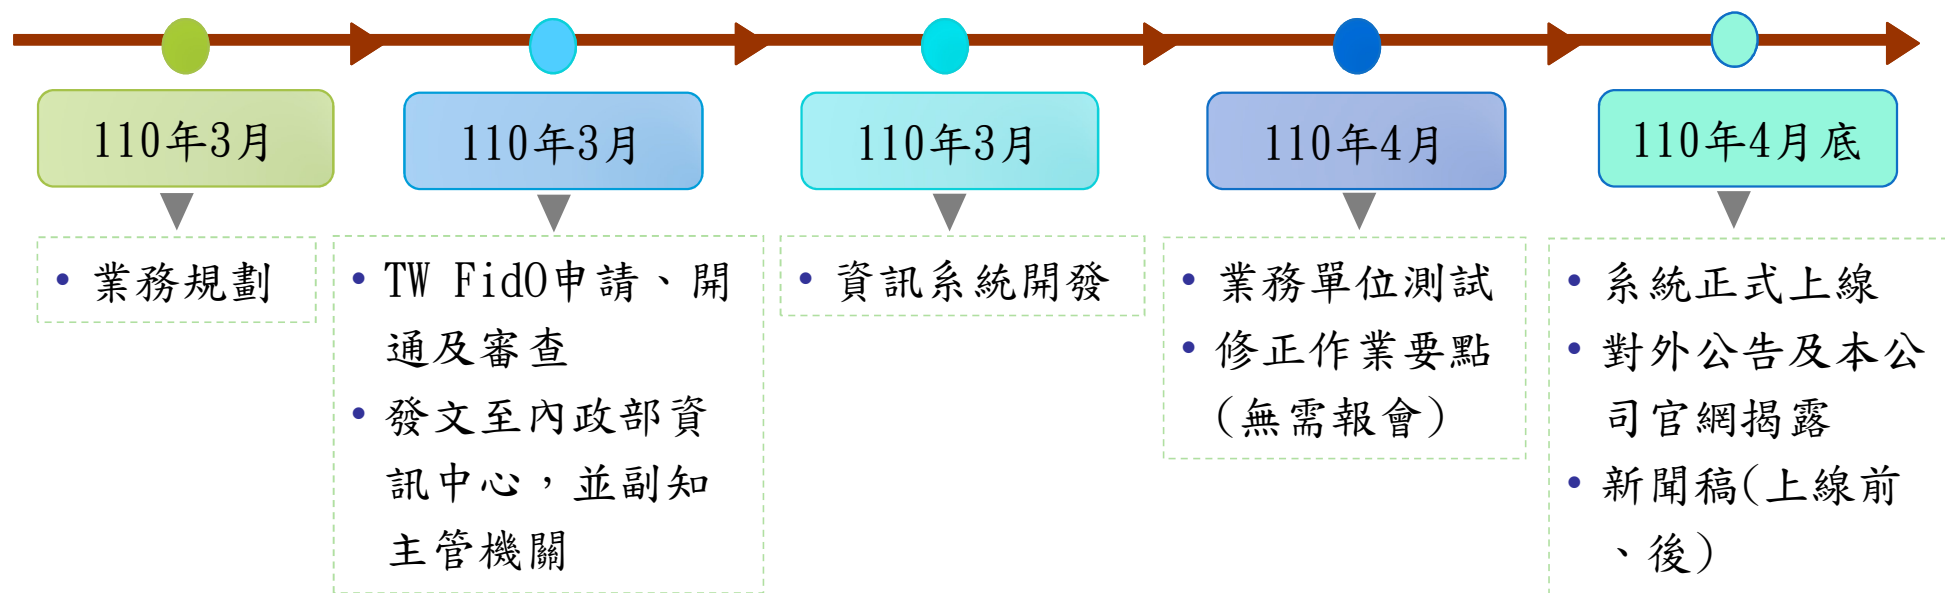 110年3月
110年3月
110年3月
110年4月
110年4月底
• 業務規劃
• TW FidO申請、開
通及審查
• 發文至內政部資
訊中心，並副知
主管機關
• 資訊系統開發
• 業務單位測試
• 修正作業要點
(無需報會)
• 系統正式上線
• 對外公告及本公
司官網揭露
• 新聞稿(上線前
、後)